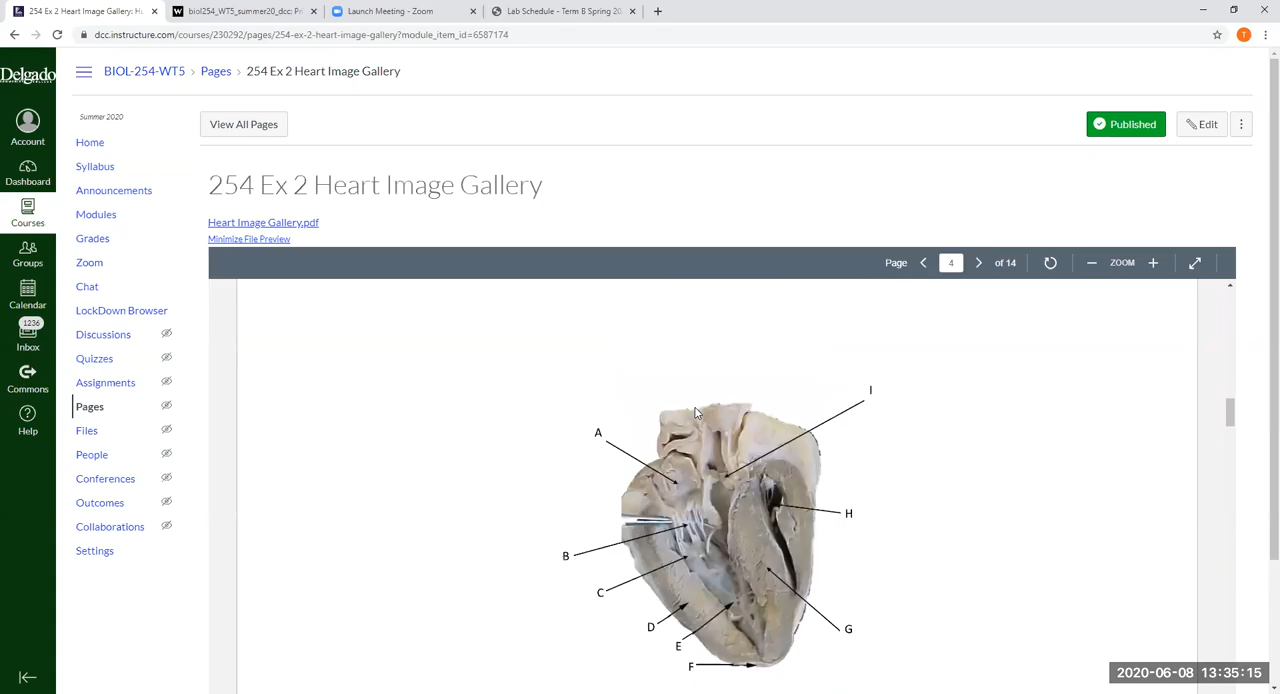 254 Ex 2 Heart Image Gallery: Hu
biol254_WT5_summer20_dcc: Pri
Launch Meeting - Zoom
Lab Schedule - Term B Spring 20
dcc.instructure.com/courses/230292/pages/254-ex-2-heart-image-gallery?module_item_id=6587174
T
Delgado
BIOL-254-WT5 > Pages > 254 Ex 2 Heart Image Gallery
Summer 2020
View All Pages
Published
Edit
Account
Dashboard
Courses
Groups
Calendar
1236
Inbox
Commons
Help
Home
Syllabus
Announcements
Modules
Grades
Zoom
Chat
LockDown Browser
Discussions
Quizzes
Assignments
Pages
Files
People
Conferences
Outcomes
Collaborations
Settings
254 Ex 2 Heart Image Gallery
Heart Image Gallery.pdf
Minimize File Preview
Page 4 of 14 ZOOM
I
A
H
B
C
D
G
E
F
2020-06-08 13:35:15